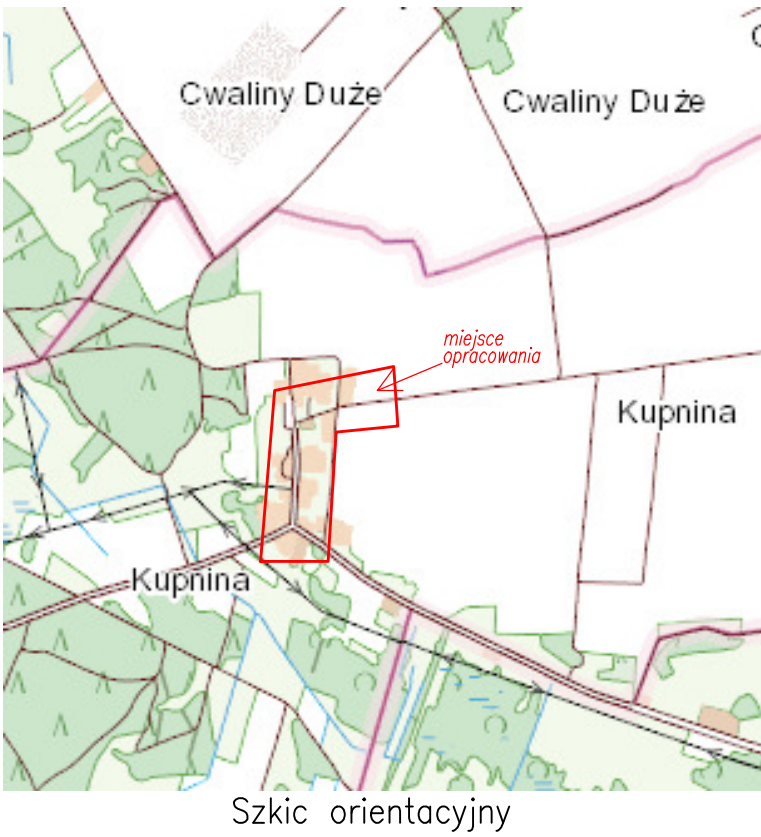 Cwaliny Duże
Cwaliny Duże
miejsce
opracowania
Kupnina
Kupnina
Szkic orientacyjny